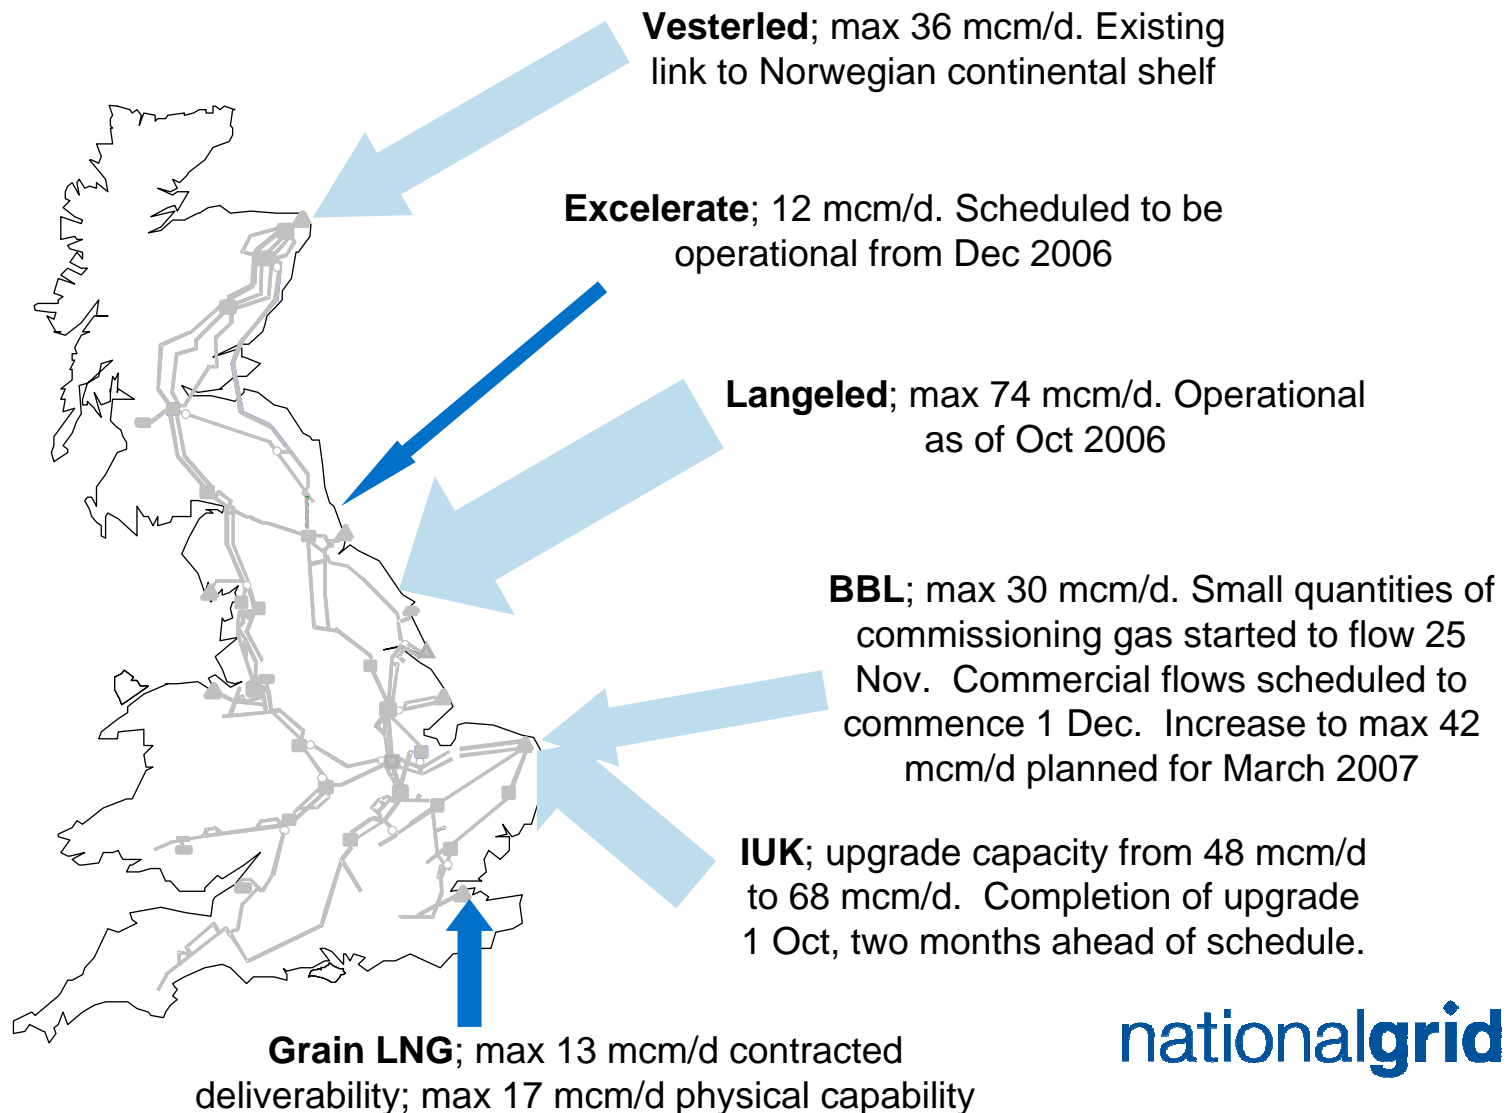 Vesterled; max 36 mcm/d. Existing
link to Norwegian continental shelf
Excelerate; 12 mcm/d. Scheduled to be
operational from Dec 2006
Langeled; max 74 mcm/d. Operational
as of Oct 2006
BBL; max 30 mcm/d. Small quantities of
commissioning gas started to flow 25
Nov. Commercial flows scheduled to
commence 1 Dec. Increase to max 42
mcm/d planned for March 2007
IUK; upgrade capacity from 48 mcm/d
to 68 mcm/d. Completion of upgrade
1 Oct, two months ahead of schedule.
Grain LNG; max 13 mcm/d contracted
deliverability; max 17 mcm/d physical capability
nationalgrid